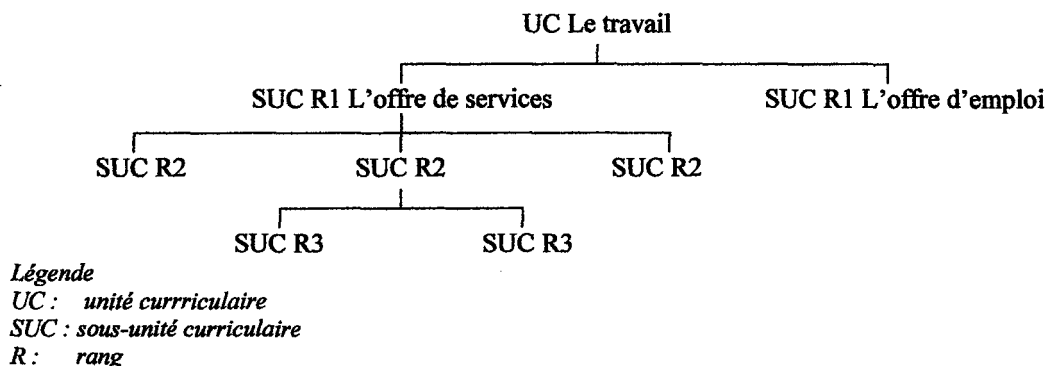 UC Le travail
SUC R1 L'offre de services SUC R1 L'offre d'emploi
SUC R2 SUC R2 SUC R2
SUC R3 SUC R3
Légende
UC : unité currriculaire
SUC : sous-unité curriculaire
R : rang